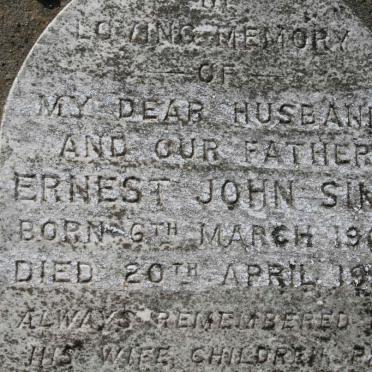 IN
LOVING MEMORY
OF
MY DEAR HUSBAND
AND OUR FATHER
ERNEST JOHN
BORN 6TH MARCH
DIED 20TH APRIL
ALWAYS REMEMBERED
HIS WIFE, CHILDREN